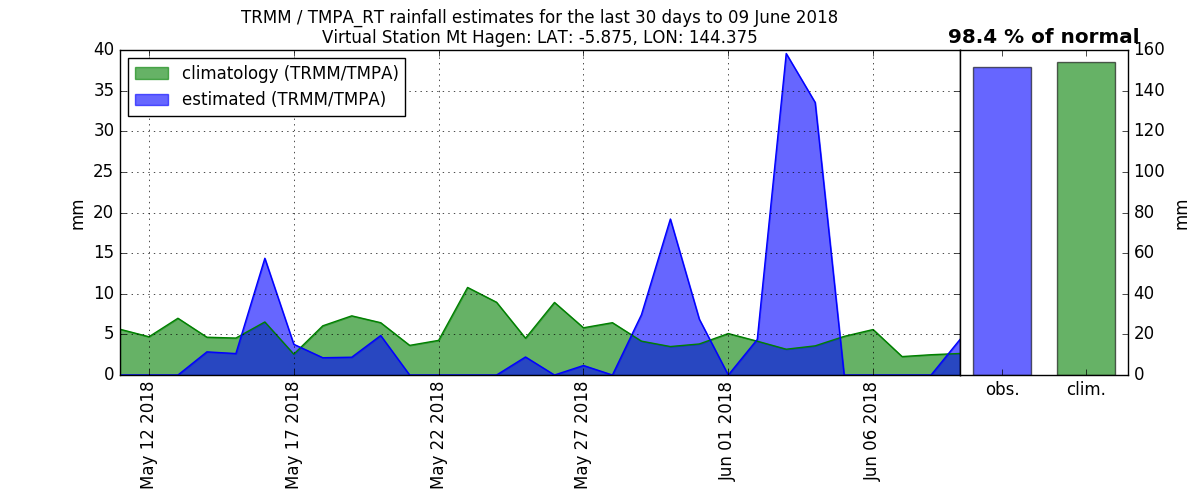 TRMM / TMPA_RT rainfall estimates for the last 30 days to 09 June 2018
Virtual Station Mt Hagen: LAT: -5.875, LON: 144.375
98.4 % of normal
climatology (TRMM/TMPA)
estimated (TRMM/TMPA)
40
35
30
25
20
15
10
5
0
mm
May 12 2018
May 17 2018
May 22 2018
May 27 2018
Jun 01 2018
Jun 06 2018
160
140
120
100
80
60
40
20
0
mm
obs.
clim.